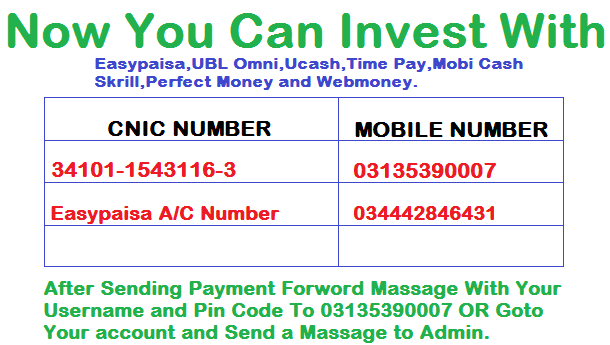 Now You Can Invest With
Easypaisa,UBL Omni,Ucash,Time Pay,Mobi Cash
Skrill,Perfect Money and Webmoney.
CNIC NUMBER MOBILE NUMBER
34101-1543116-3 03135390007
Easypaisa A/C Number 034442846431
After Sending Payment Forword Massage With Your
Username and Pin Code To 03135390007 OR Goto
Your account and Send a Massage to Admin.